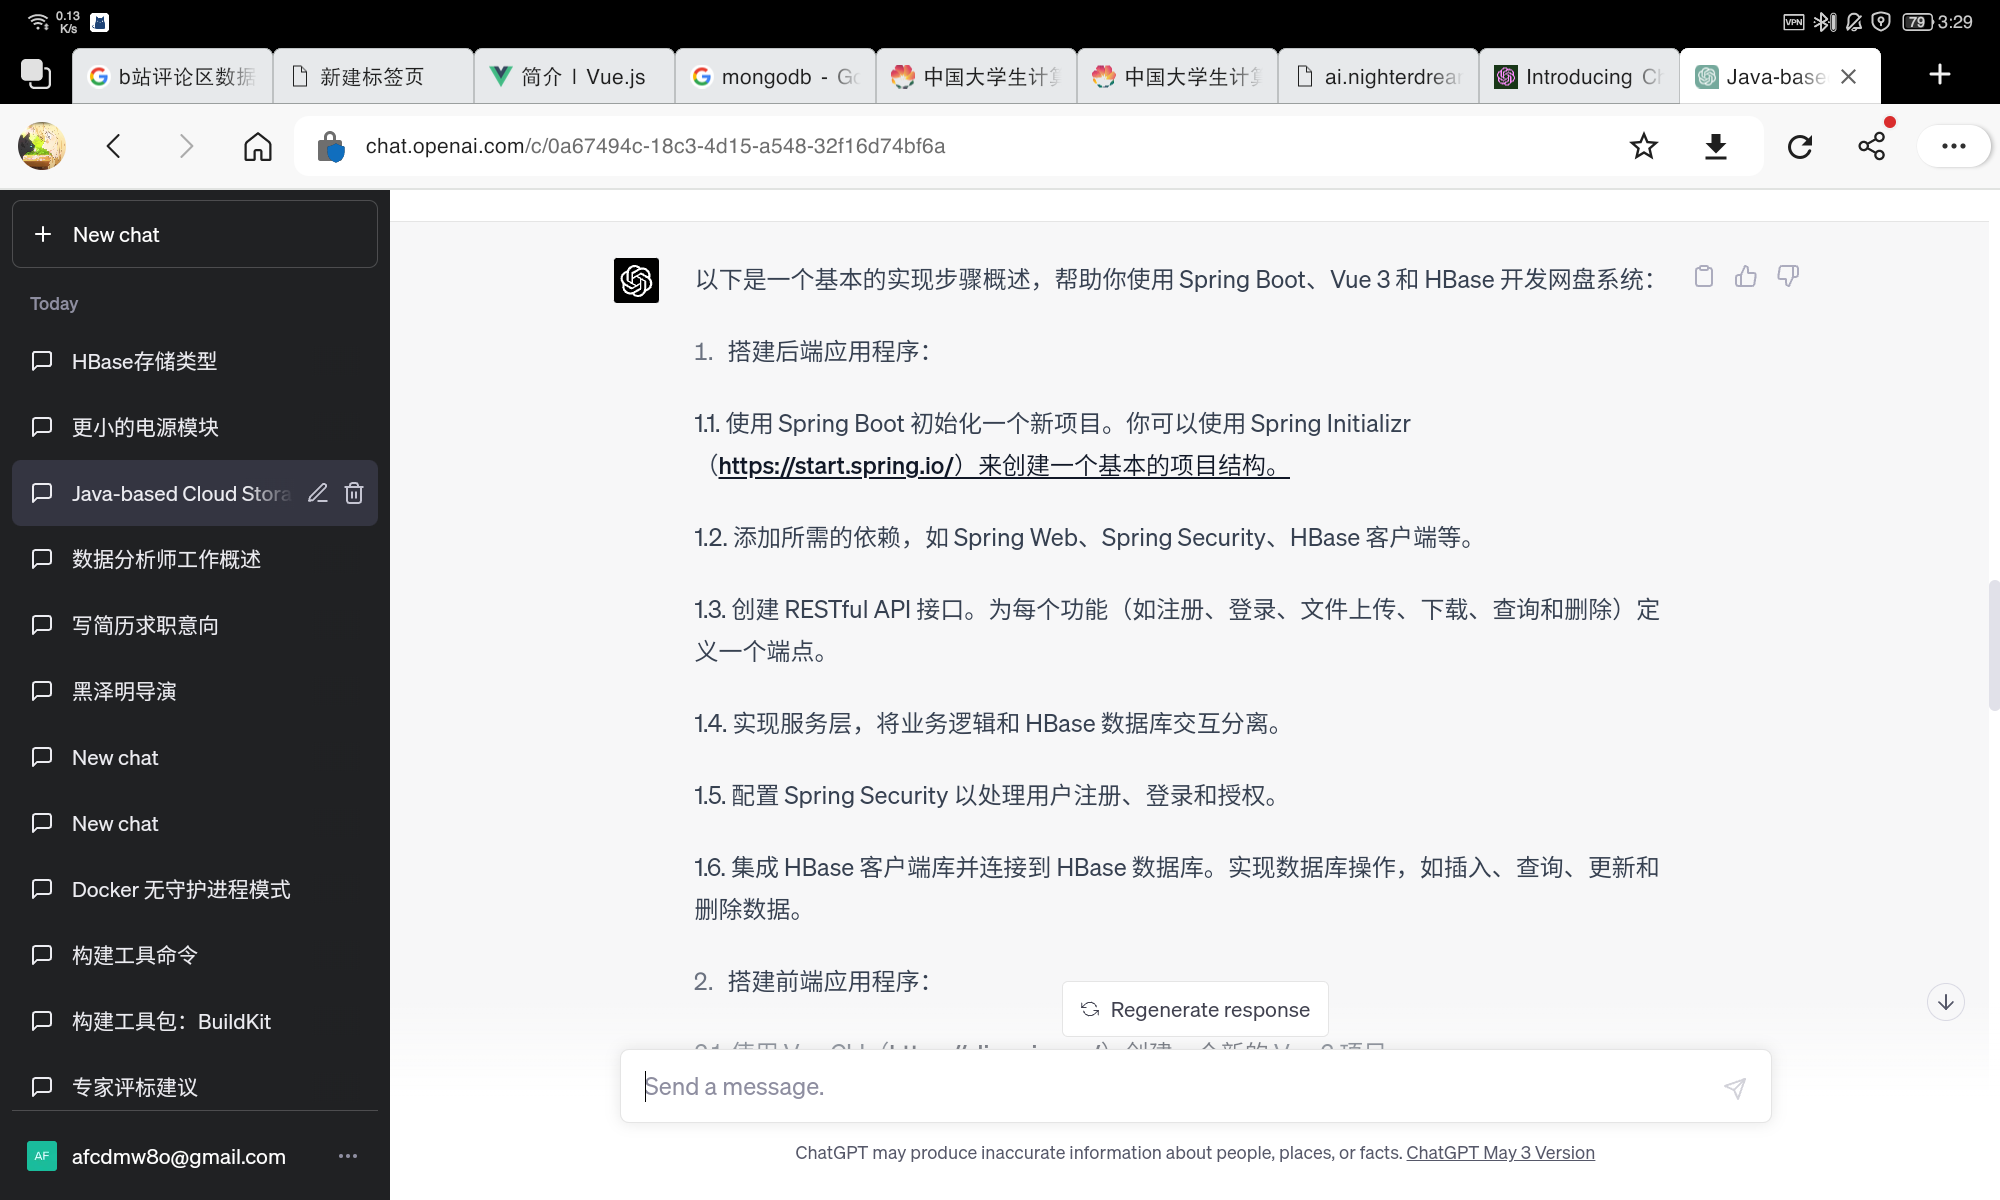 0.13
K/s
VPN
79
3:29
b站评论区数据
新建标签页
简介 | Vue.js
mongodb - Go
中国大学生计算
中国大学生计算
ai.nighterdrear
Introducing Ch
Java-base
chat.openai.com/c/0a67494c-18c3-4d15-a548-32f16d74bf6a
New chat
Today
HBase存储类型
更小的电源模块
Java-based Cloud Stora
数据分析师工作概述
写简历求职意向
黑泽明导演
New chat
New chat
Docker 无守护进程模式
构建工具命令
构建工具包：BuildKit
专家评标建议
AF
afcdmw8o@gmail.com
以下是一个基本的实现步骤概述，帮助你使用 Spring Boot、Vue 3 和 HBase 开发网盘系统：
1. 搭建后端应用程序：
1.1. 使用 Spring Boot 初始化一个新项目。你可以使用 Spring Initializr
（https://start.spring.io/）来创建一个基本的项目结构。
1.2. 添加所需的依赖，如 Spring Web、Spring Security、HBase 客户端等。
1.3. 创建 RESTful API 接口。为每个功能（如注册、登录、文件上传、下载、查询和删除）定
义一个端点。
1.4. 实现服务层，将业务逻辑和 HBase 数据库交互分离。
1.5. 配置 Spring Security 以处理用户注册、登录和授权。
1.6. 集成 HBase 客户端库并连接到 HBase 数据库。实现数据库操作，如插入、查询、更新和
删除数据。
2. 搭建前端应用程序：
Regenerate response
Send a message.
ChatGPT may produce inaccurate information about people, places, or facts. ChatGPT May 3 Version